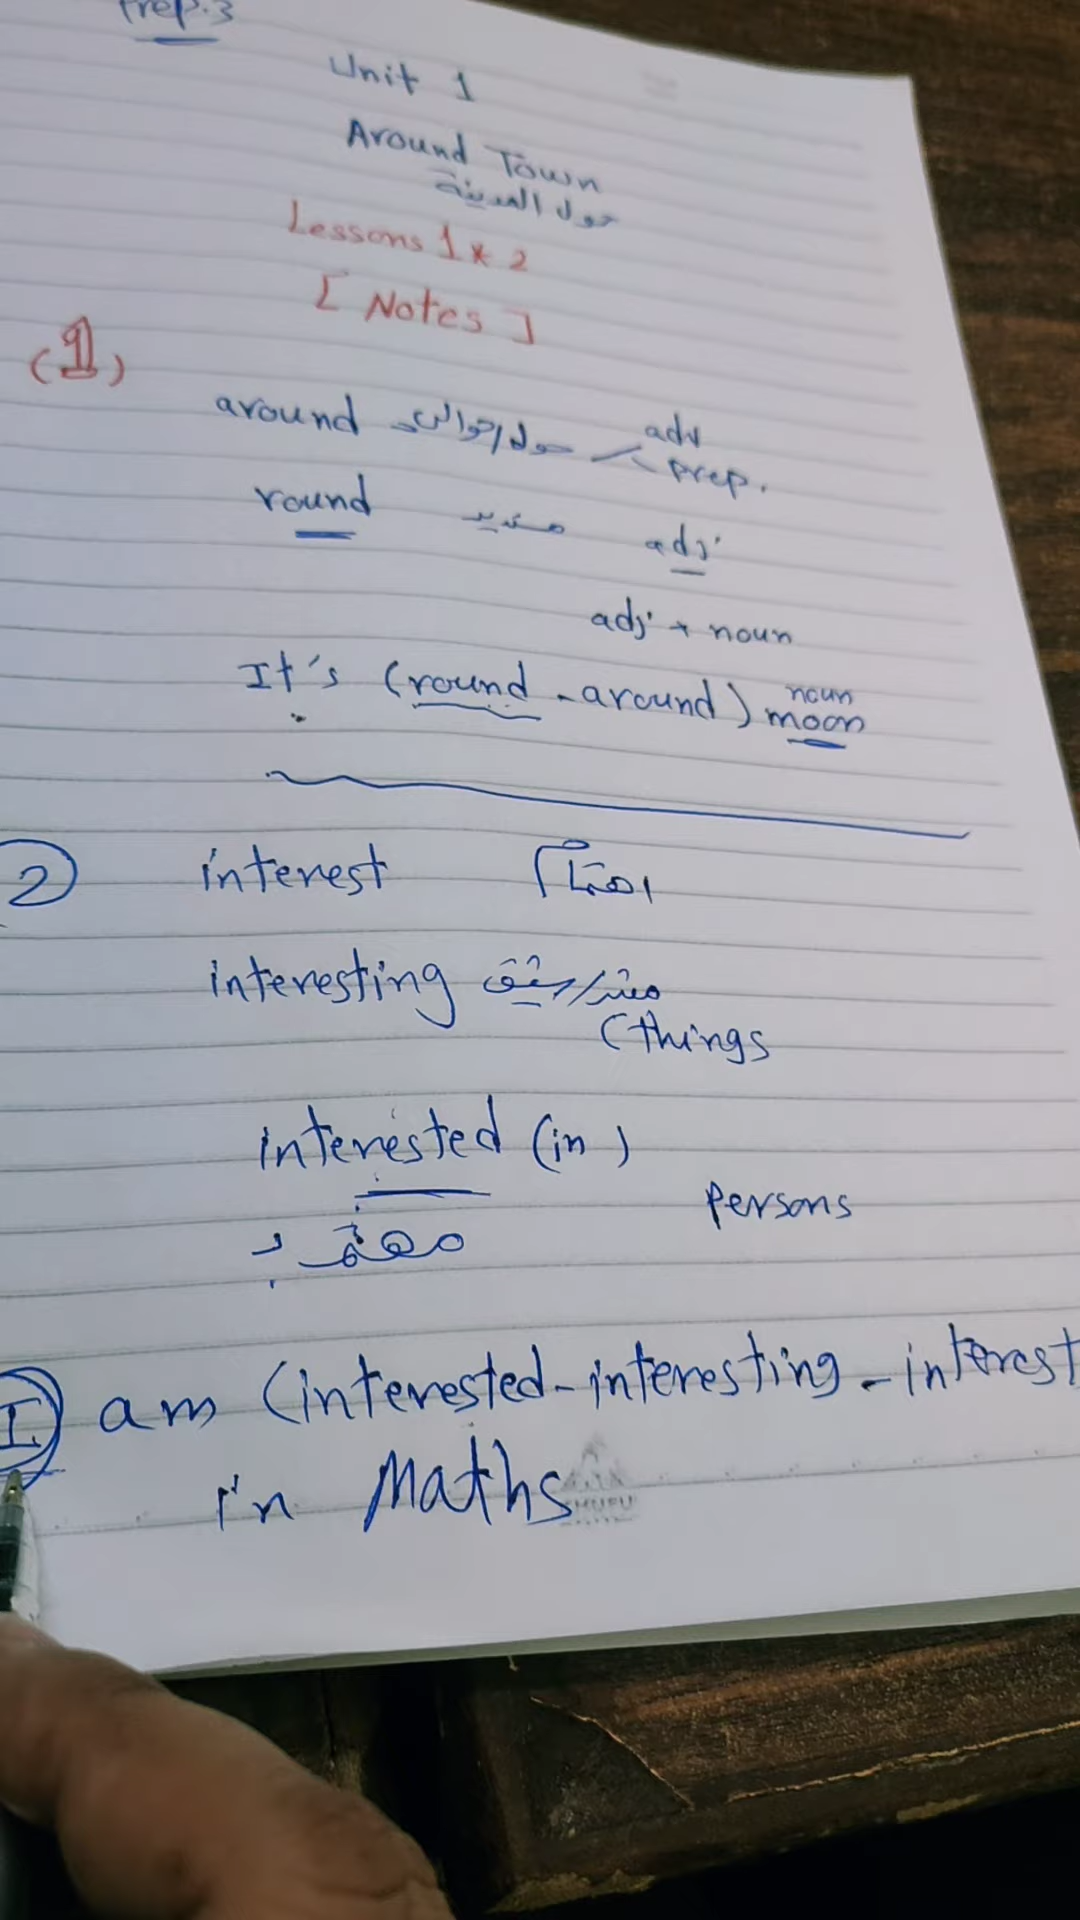 Prep.3
Unit 1
Around Town
حول المدينة
Lessons 1 & 2
[ Notes ]
(1)
around حول/حوالى adv
prep.
round مستدير adj
adj + noun
It's (round - around) moon noun
2 interest اهتمام
interesting ممتع/شيق
(things
interested (in)
persons
مهتم بـ
I am (interested - interesting - interest
in Maths